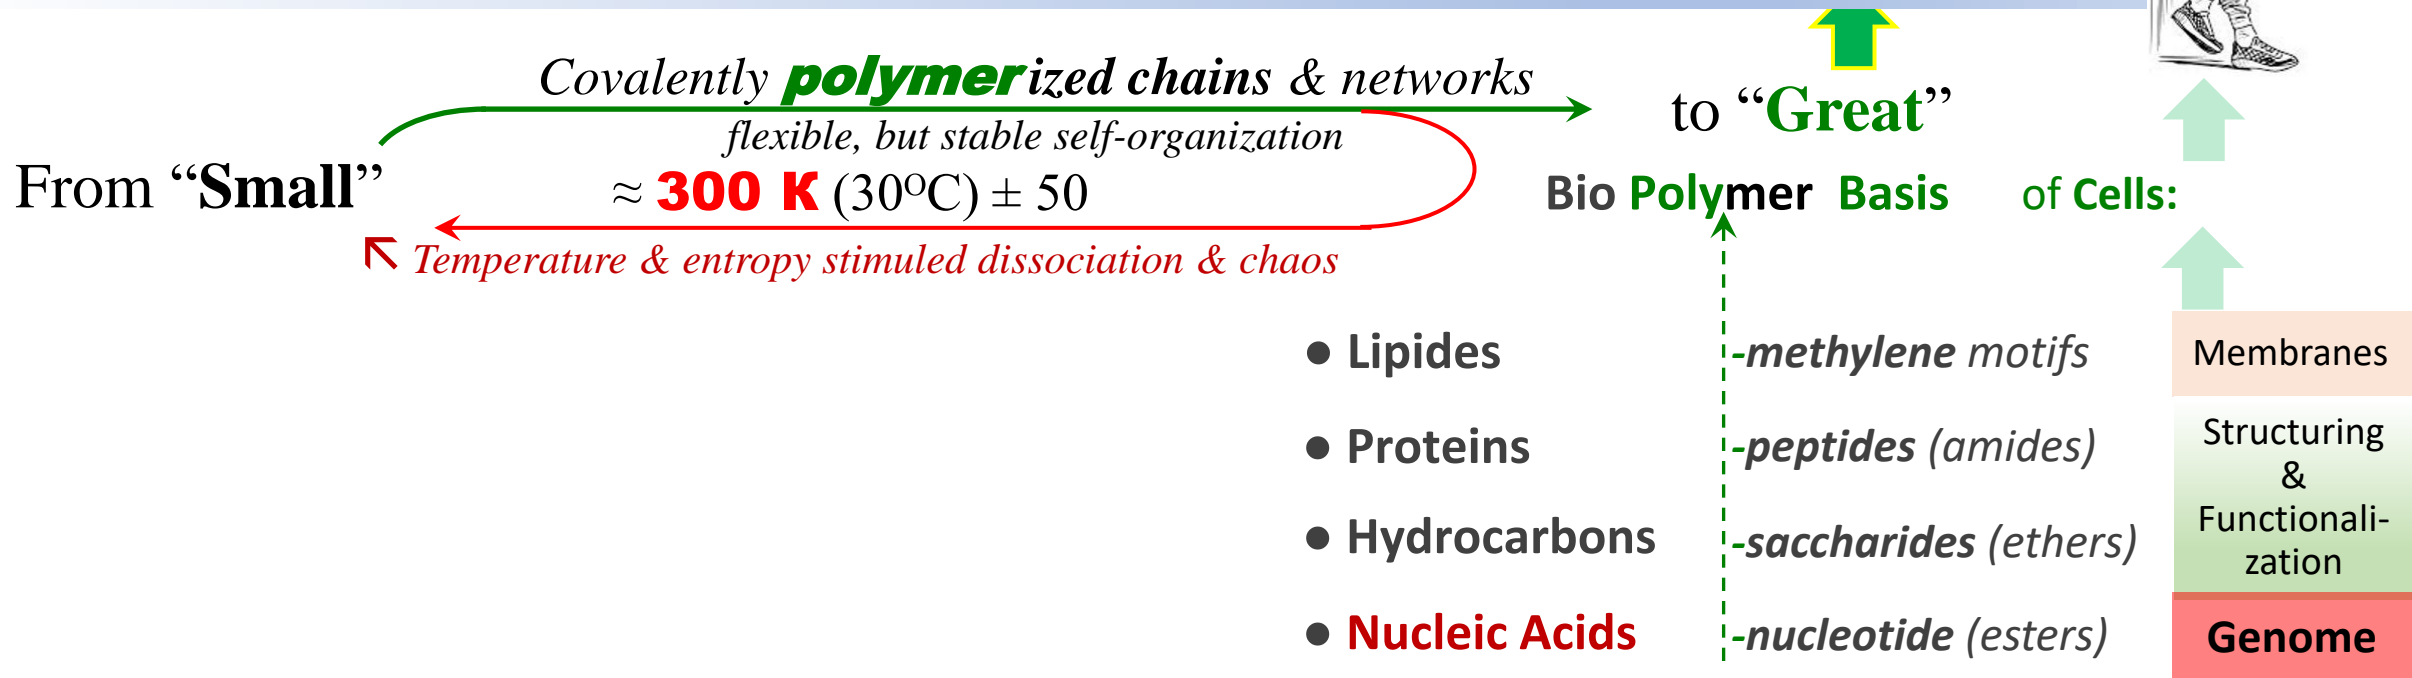 Covalently polymerized chains & networks
flexible, but stable self-organization
From “Small”
≈ 300 K (30ºC) ± 50
Temperature & entropy stimuled dissociation & chaos
to “Great”
Bio Polymer Basis of Cells:
● Lipides -methylene motifs Membranes
● Proteins -peptides (amides)
Structuring
&
Functionali-
zation
● Hydrocarbons -saccharides (ethers)
● Nucleic Acids -nucleotide (esters) Genome